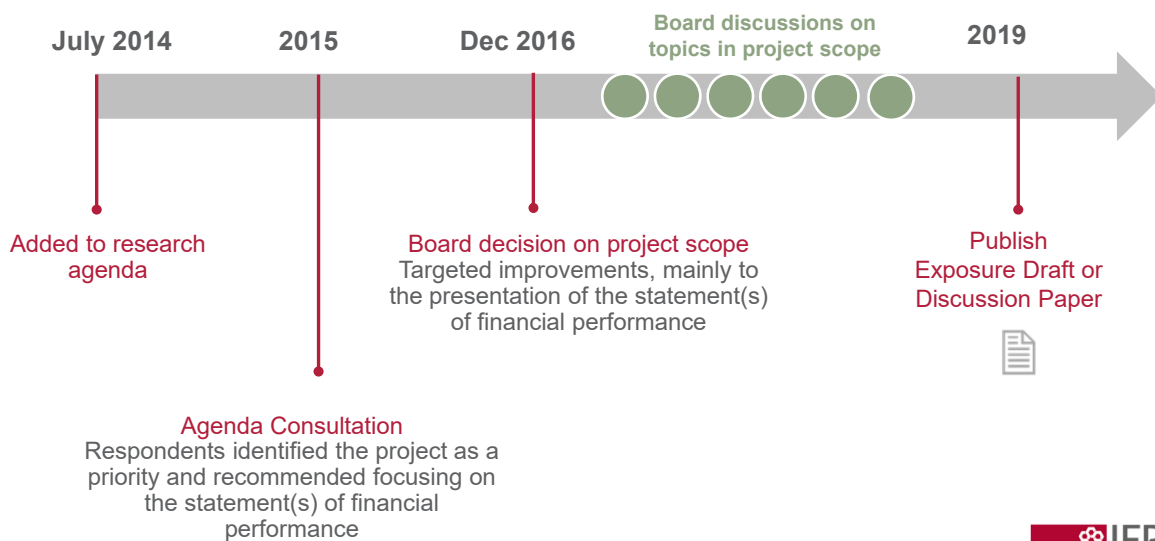 July 2014
2015
Dec 2016
Board discussions on
topics in project scope
2019
Added to research
agenda
Board decision on project scope
Targeted improvements, mainly to
the presentation of the statement(s)
of financial performance
Publish
Exposure Draft or
Discussion Paper
Agenda Consultation
Respondents identified the project as a
priority and recommended focusing on
the statement(s) of financial
performance